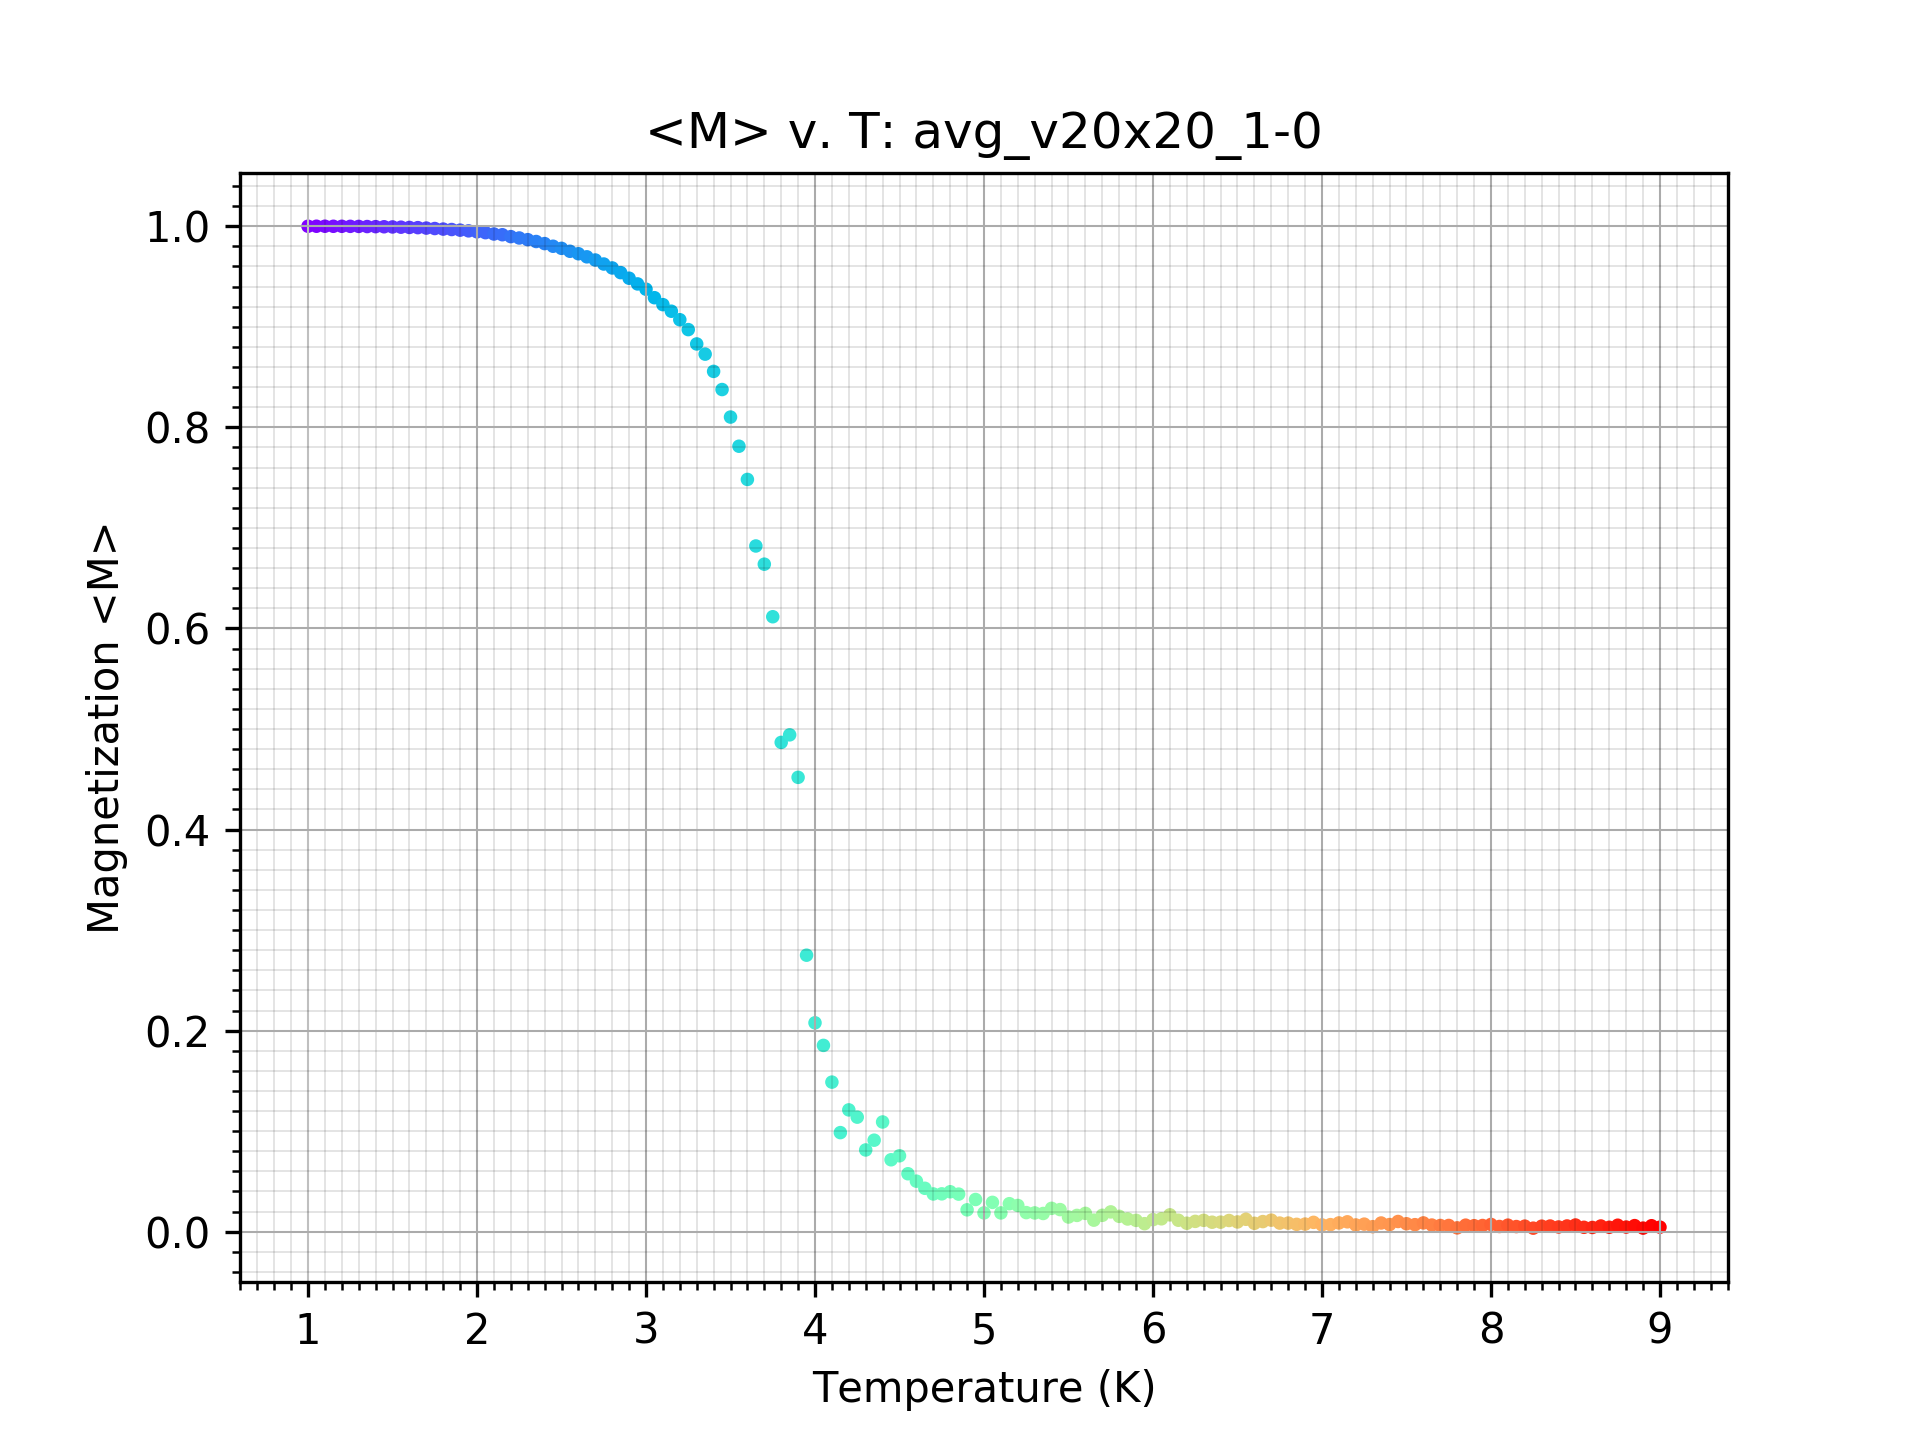 <M> v. T: avg_v20x20_1-0
Magnetization <M>
1.0
0.8
0.6
0.4
0.2
0.0
1 2 3 4 5 6 7 8 9
Temperature (K)